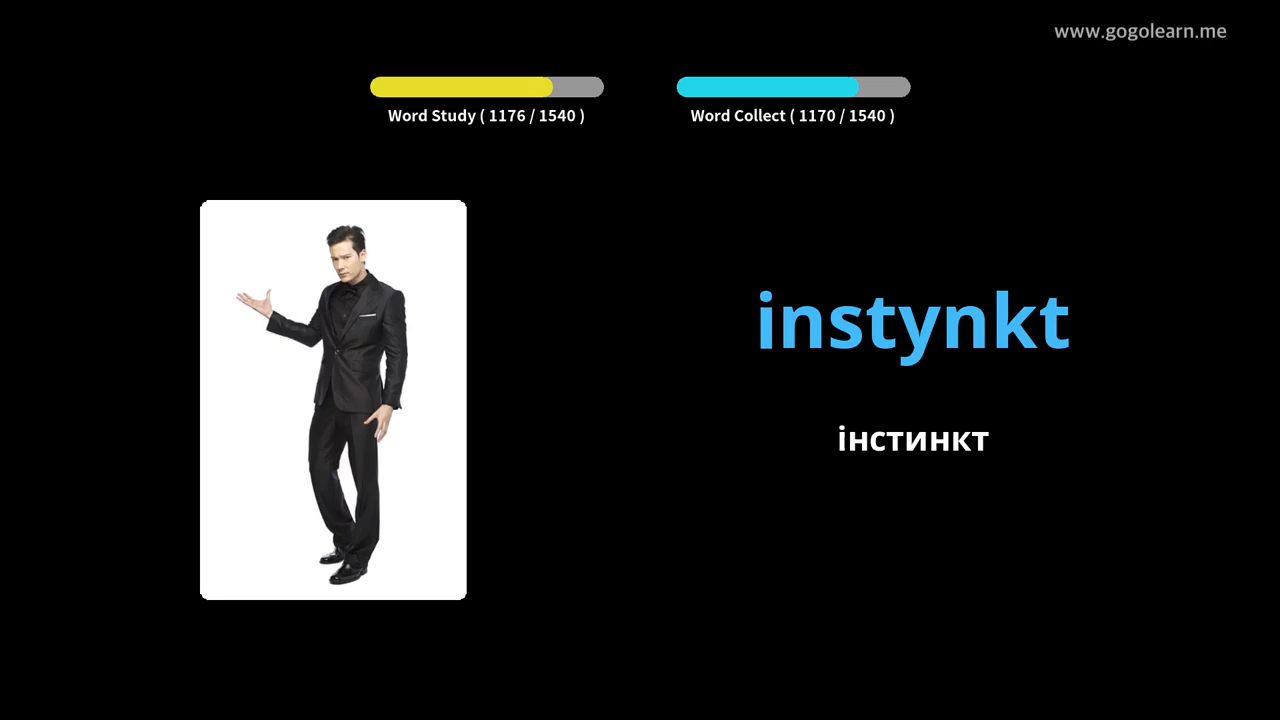 www.gogolearn.me
Word Study ( 1176 / 1540 )
Word Collect ( 1170 / 1540 )
instynkt
інстинкт